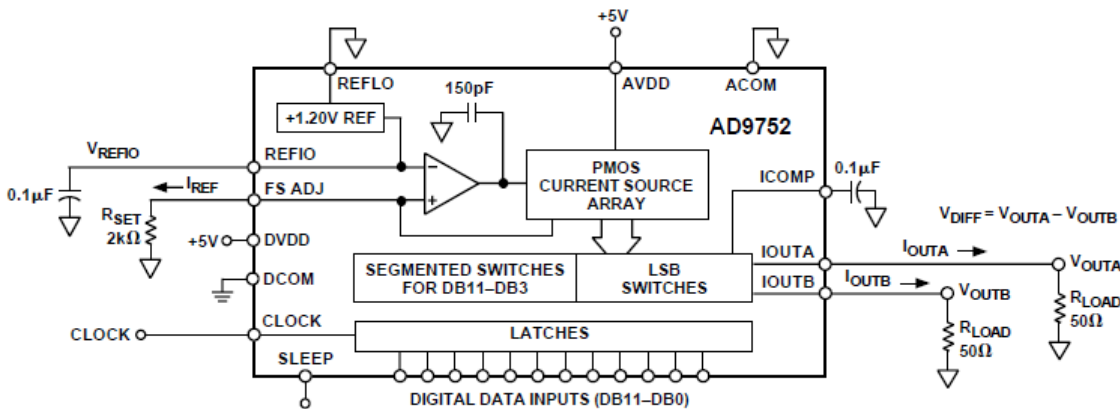 +5V
REFLO
150pF
AVDD
ACOM
+1.20V REF
AD9752
VREFIO
REFIO
PMOS
CURRENT SOURCE
ARRAY
0.1µF
ICOMP
0.1µF
IREF
FS ADJ
RSET
2kΩ
VDIFF = VOUTA – VOUTB
+5V
DVDD
DCOM
SEGMENTED SWITCHES
FOR DB11–DB3
LSB
SWITCHES
IOUTA
IOUTB
IOUTA
IOUTB
VOUTA
VOUTB
RLOAD
50Ω
RLOAD
50Ω
CLOCK
CLOCK
LATCHES
SLEEP
DIGITAL DATA INPUTS (DB11–DB0)